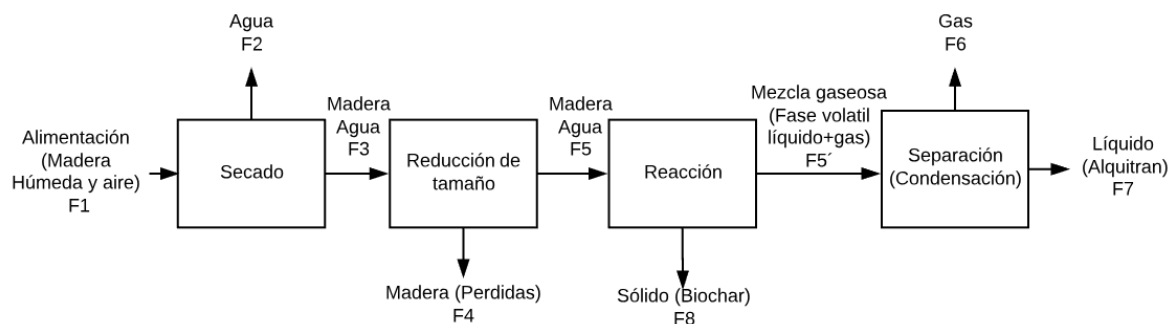 Agua
F2
Gas
F6
Alimentación
(Madera
Húmeda y aire)
F1
Secado
Madera
Agua
F3
Reducción de
tamaño
Madera
Agua
F5
Reacción
Mezcla gaseosa
(Fase volatil
líquido+gas)
F5´
Separación
(Condensación)
Líquido
(Alquitran)
F7
Madera (Perdidas)
F4
Sólido (Biochar)
F8